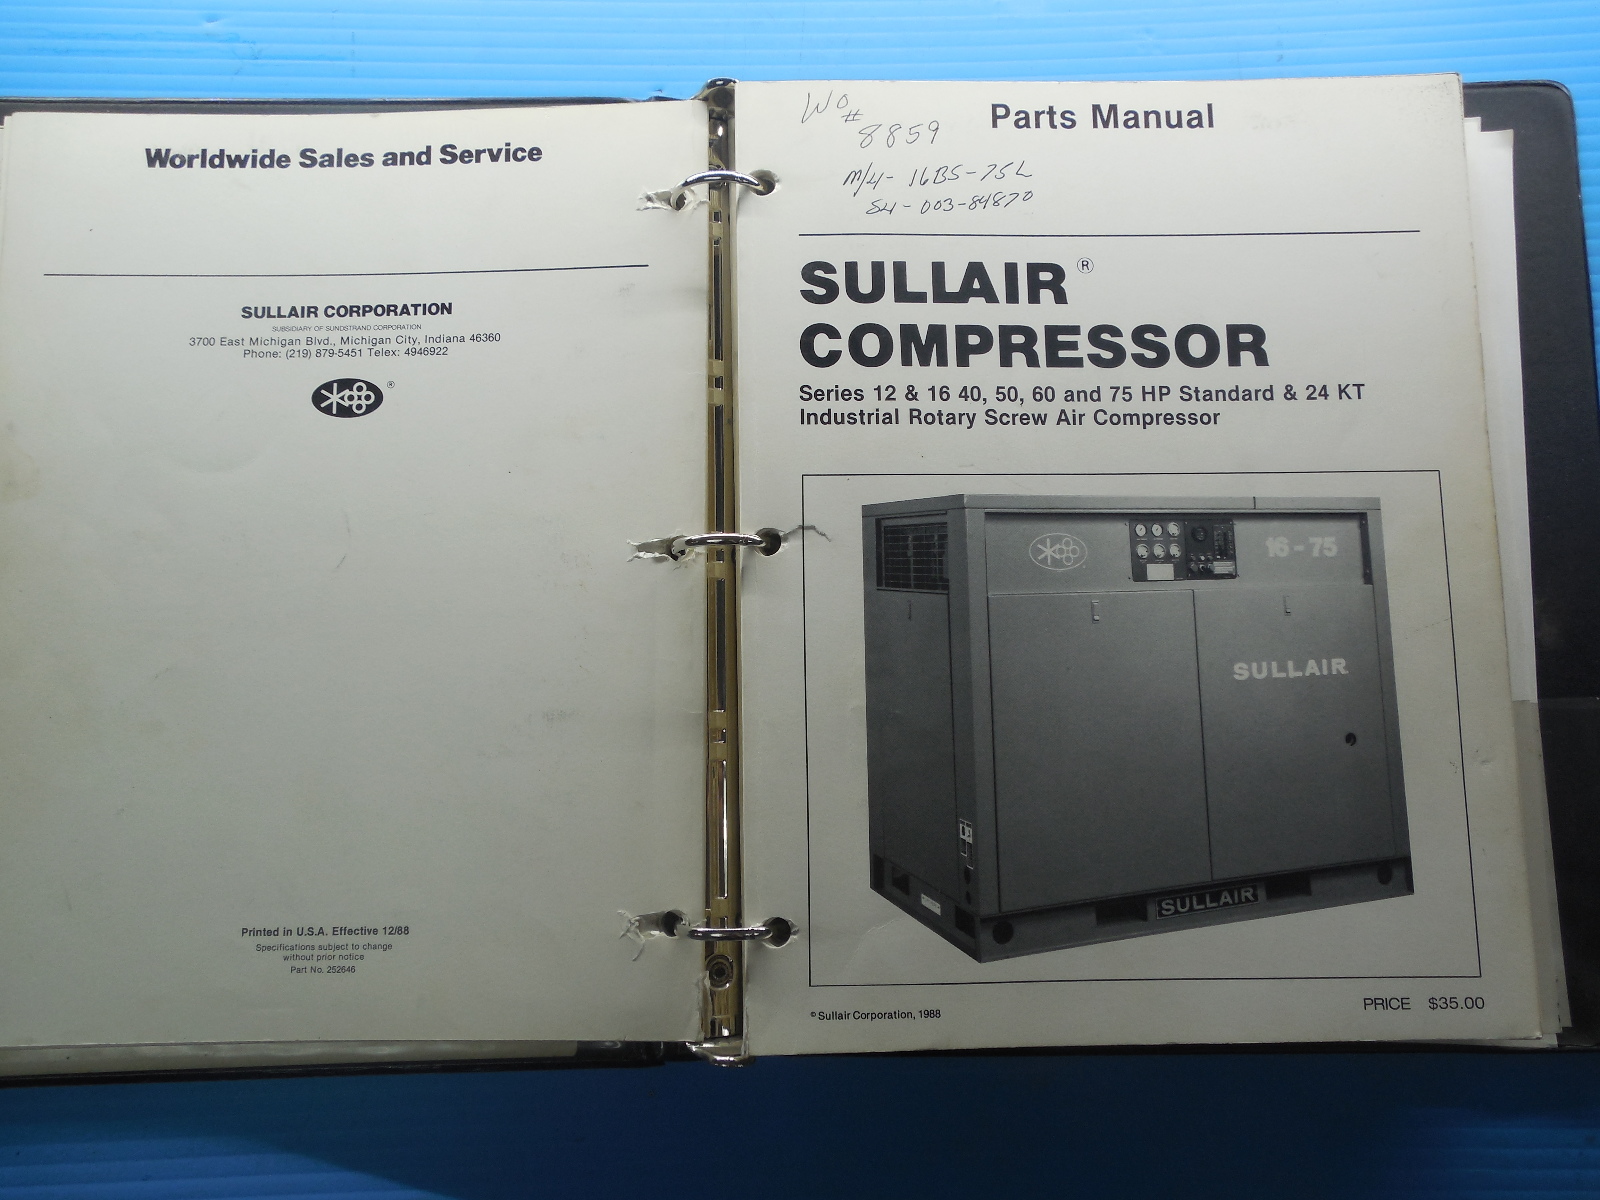 Worldwide Sales and Service
SULLAIR CORPORATION
SUBSIDIARY OF SUNDSTRAND CORPORATION
3700 East Michigan Blvd., Michigan City, Indiana 46360
Phone: (219) 879-5451 Telex: 4946922
®
Printed in U.S.A. Effective 12/88
Specifications subject to change
without prior notice
Part No. 252646
WO
#
8859
Parts Manual
M/4- 16BS-75L
S4- 003-84870
SULLAIR®
COMPRESSOR
Series 12 & 16 40, 50, 60 and 75 HP Standard & 24 KT
Industrial Rotary Screw Air Compressor
16-75
SULLAIR
SULLAIR
© Sullair Corporation, 1988
PRICE $35.00